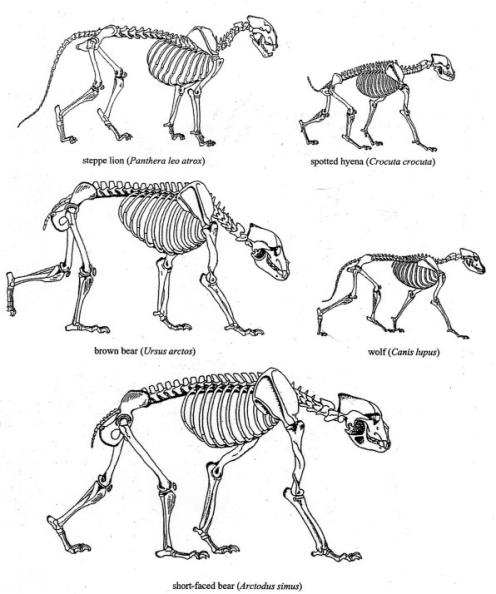 steppe lion (Panthera leo atrox)
spotted hyena (Crocuta crocuta)
brown bear (Ursus arctos)
wolf (Canis lupus)
short-faced bear (Arctodus simus)